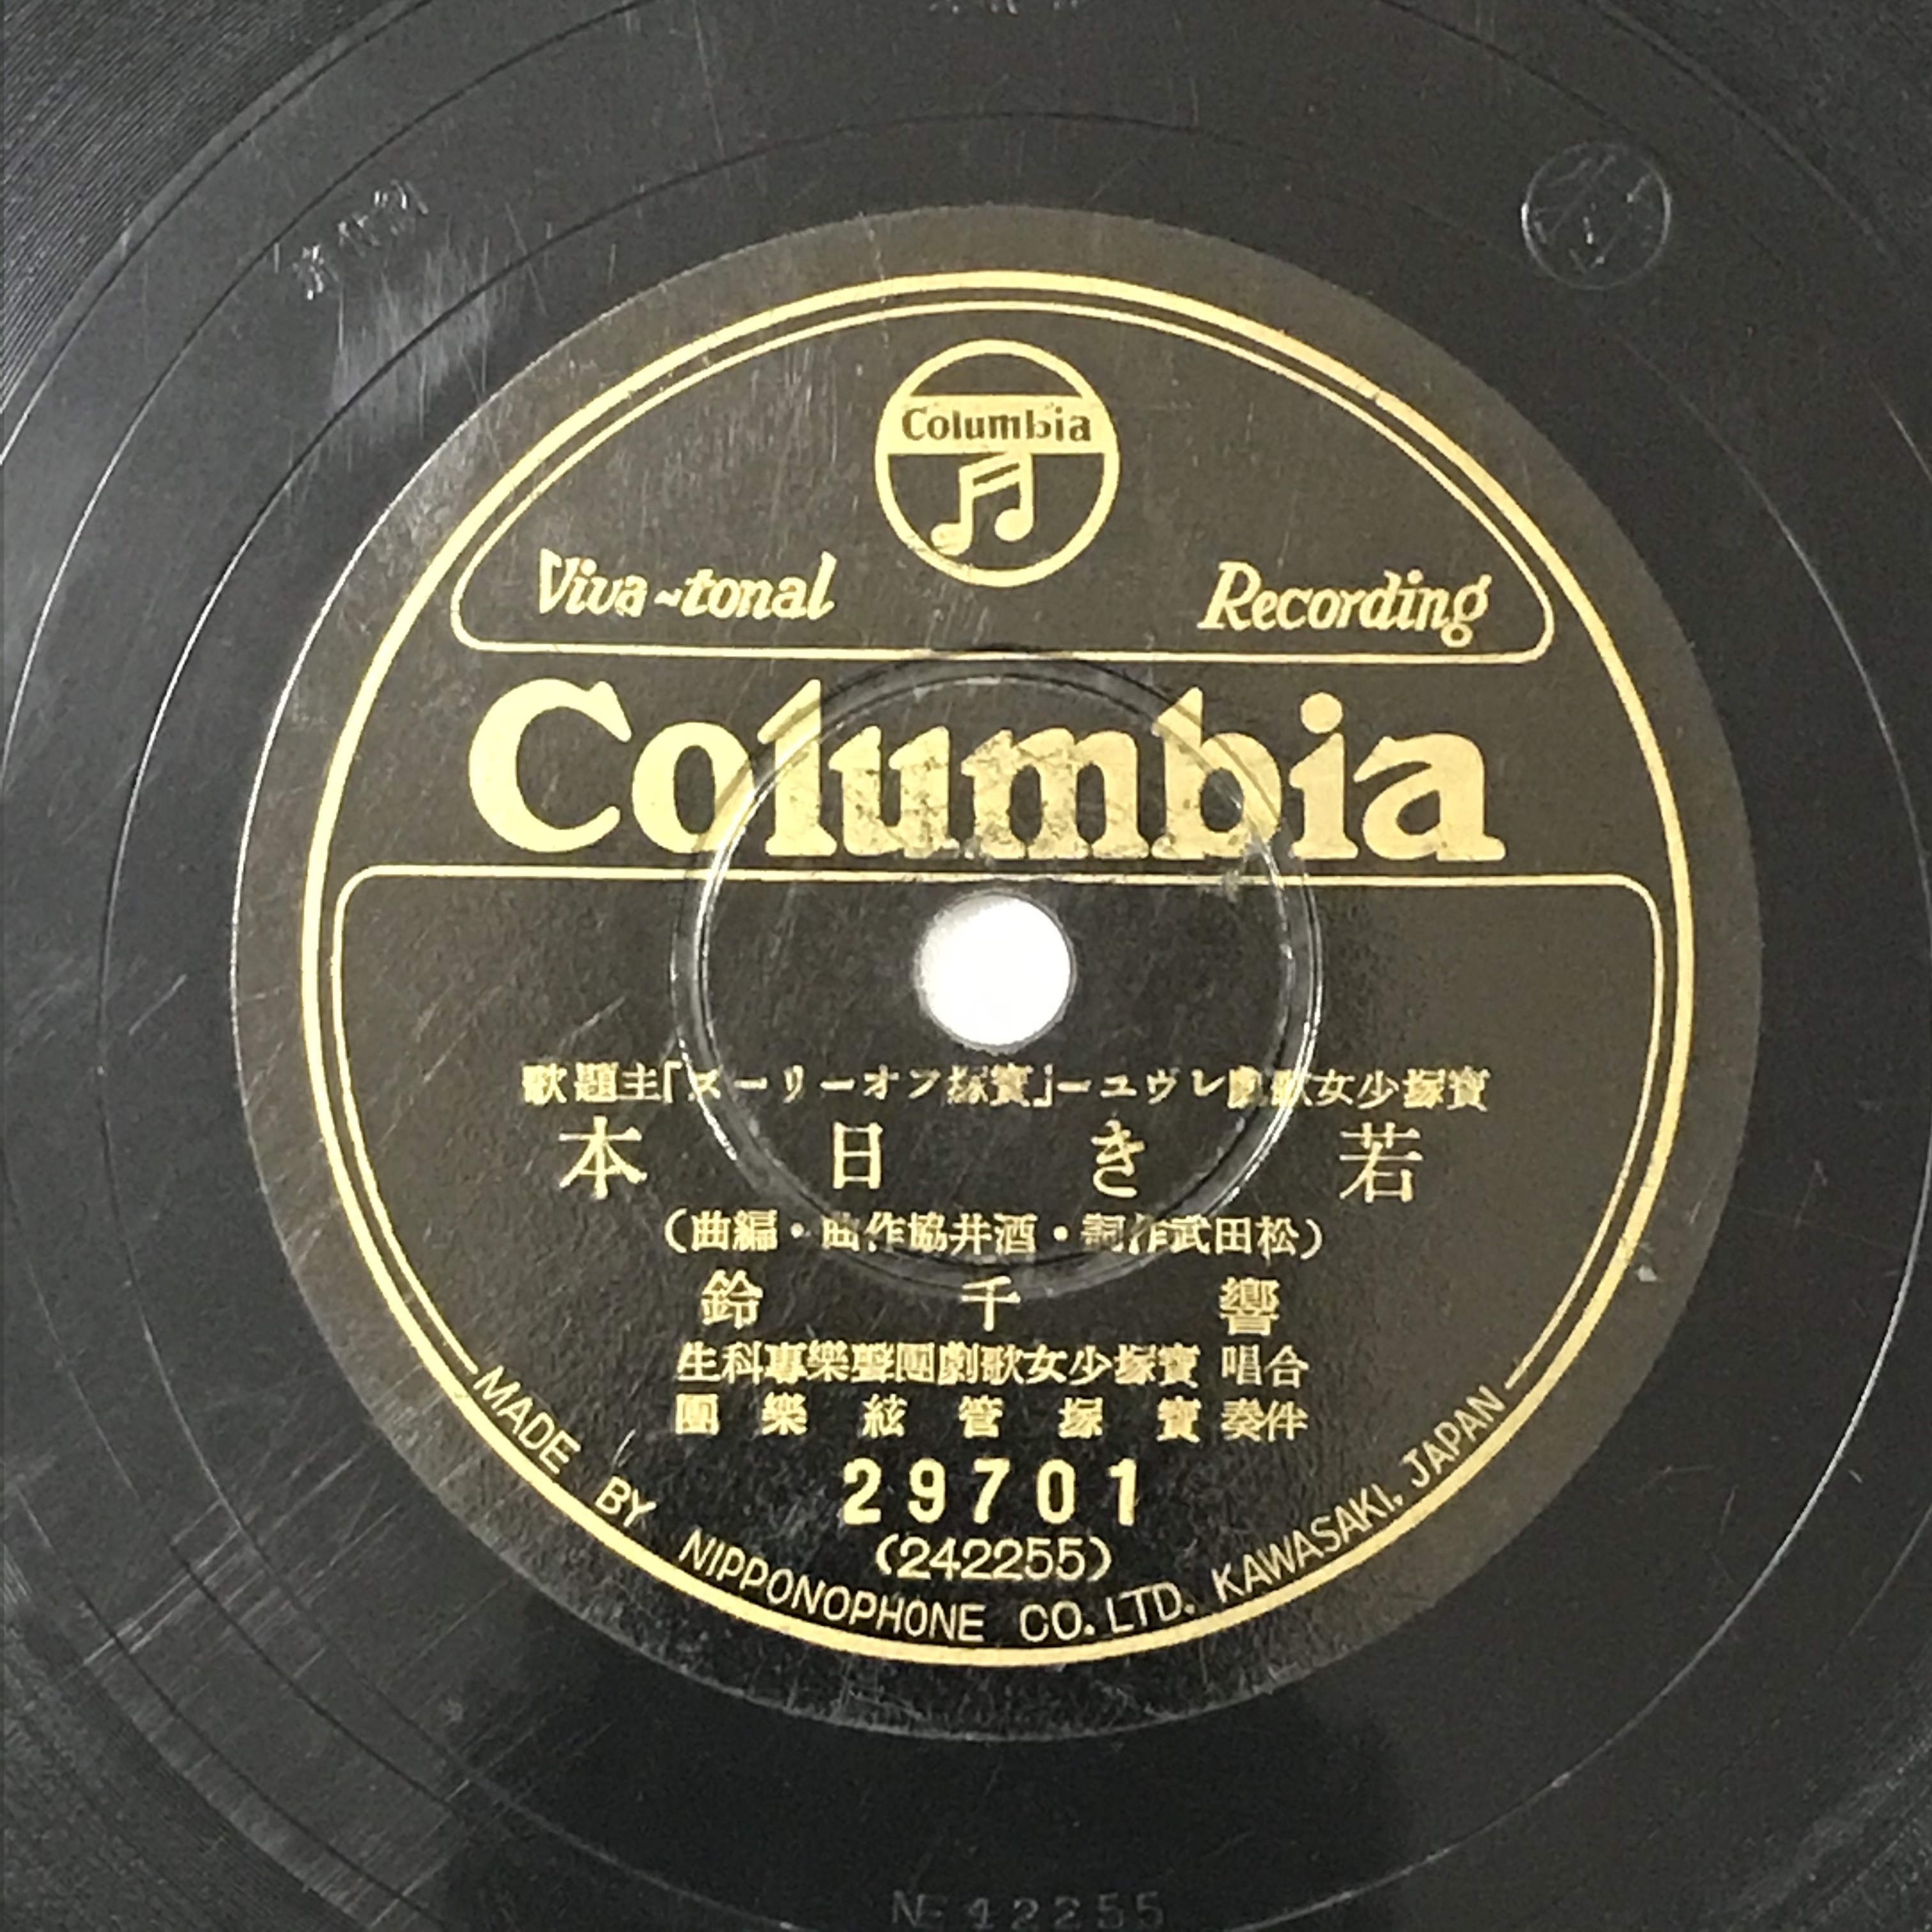 Columbia
Viva-tonal Recording
Columbia
寶塚少女歌劇レヴユー「寶塚フオーリーズ」主題歌
若き日本
(松田武作詞・酒井協作曲・編曲)
響千鈴
合唱 寶塚少女歌劇團聲樂專科生
伴奏 寶塚管絃樂團
29701
(242255)
MADE BY NIPPONOPHONE CO. LTD. KAWASAKI, JAPAN
42255